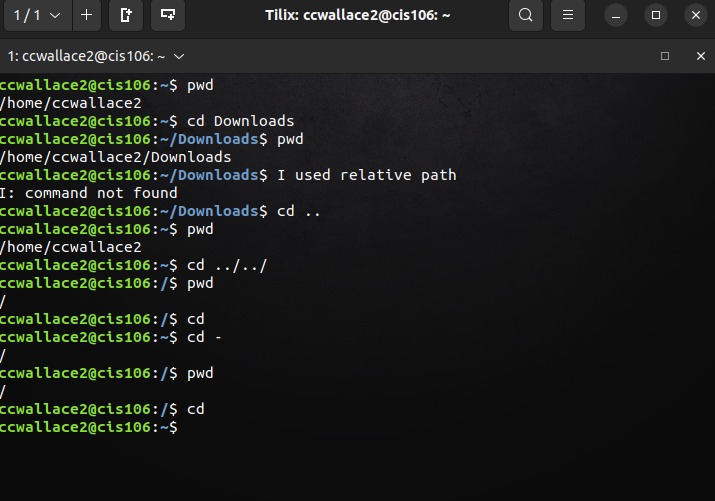 1 / 1
Tilix: ccwallace2@cis106: ~
1: ccwallace2@cis106: ~
ccwallace2@cis106:~$ pwd
/home/ccwallace2
ccwallace2@cis106:~$ cd Downloads
ccwallace2@cis106:~/Downloads$ pwd
/home/ccwallace2/Downloads
ccwallace2@cis106:~/Downloads$ I used relative path
I: command not found
ccwallace2@cis106:~/Downloads$ cd ..
ccwallace2@cis106:~$ pwd
/home/ccwallace2
ccwallace2@cis106:~$ cd ../../
ccwallace2@cis106:/$ pwd
/
ccwallace2@cis106:/$ cd
ccwallace2@cis106:~$ cd -
/
ccwallace2@cis106:/$ pwd
/
ccwallace2@cis106:/$ cd
ccwallace2@cis106:~$